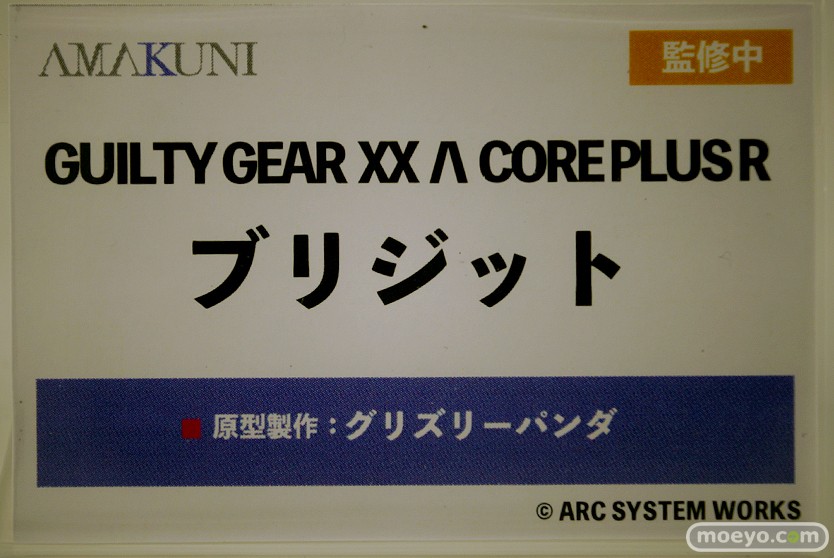 AMAKUNI
監修中
GUILTY GEAR XX Λ CORE PLUS R
ブリジット
■ 原型製作：グリズリーパンダ
© ARC SYSTEM WORKS
moeyo.com